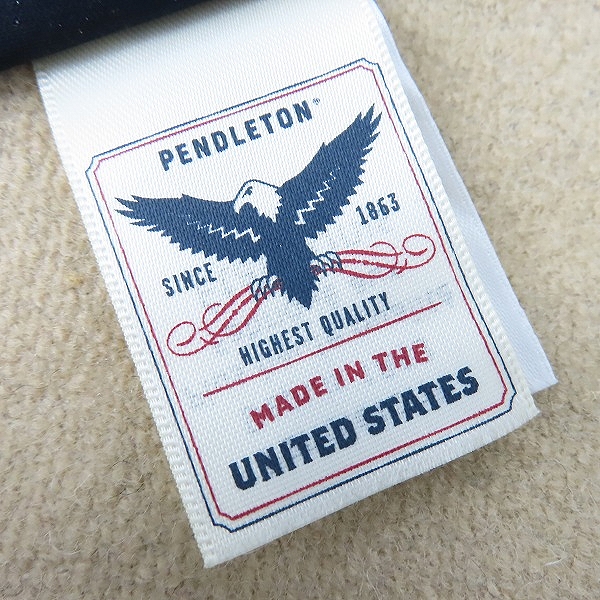 PENDLETON®
SINCE 1863
HIGHEST QUALITY
MADE IN THE
UNITED STATES